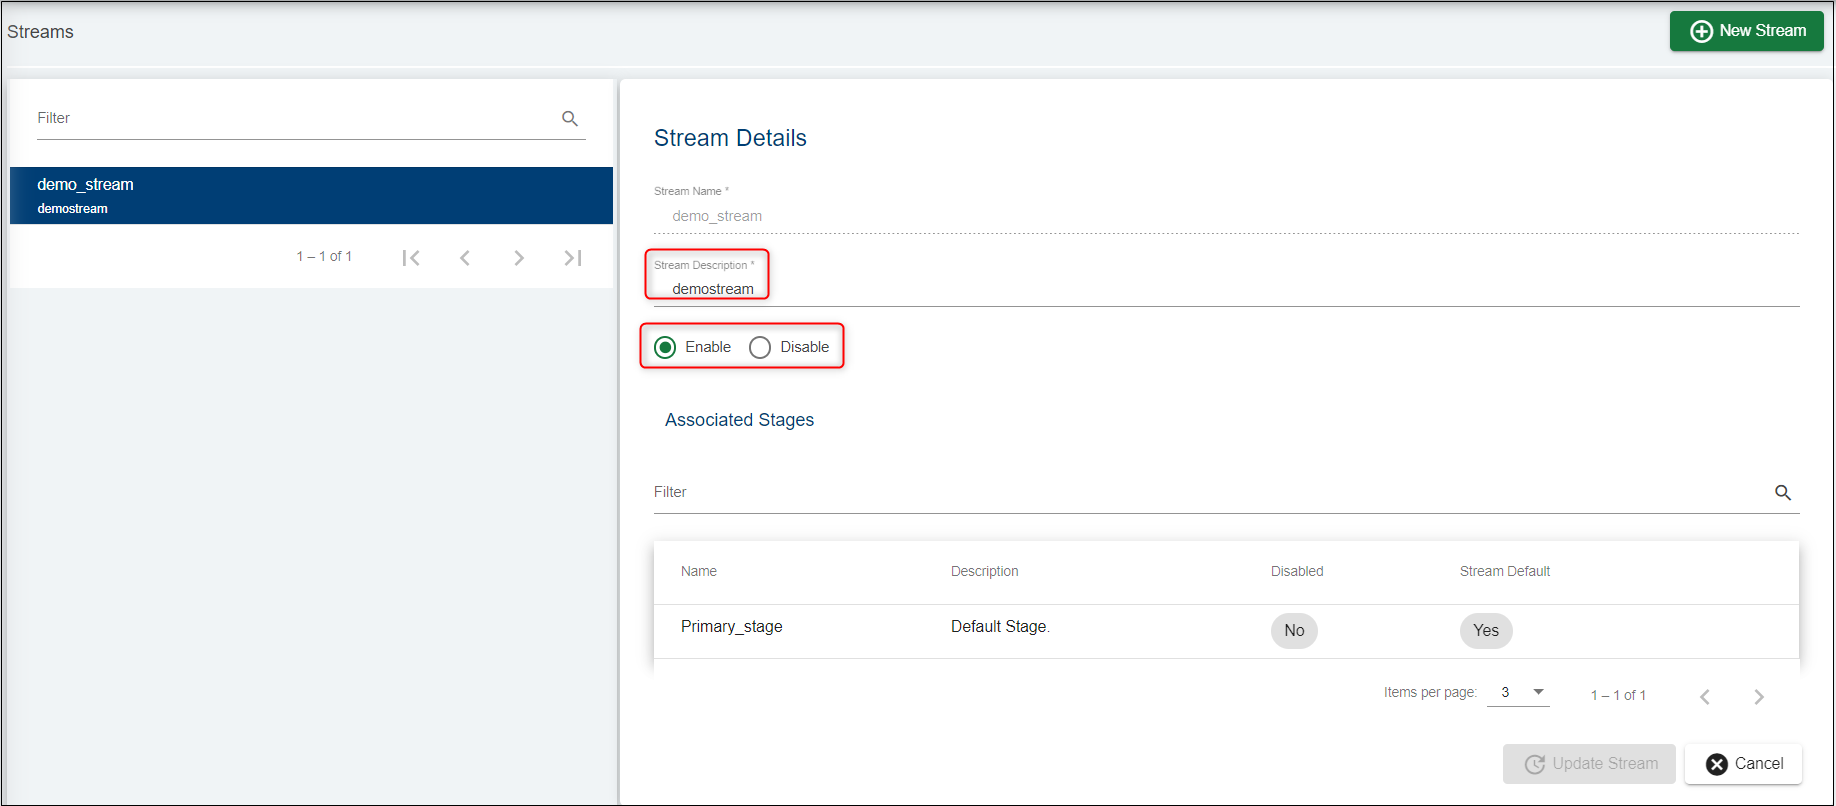 Streams
New Stream
Filter
demo_stream
demostream
1 – 1 of 1
Stream Details
Stream Name *
demo_stream
Stream Description *
demostream
Enable Disable
Associated Stages
Filter
Name Description Disabled Stream Default
Primary_stage Default Stage. No Yes
Items per page: 3 1 – 1 of 1
Update Stream Cancel